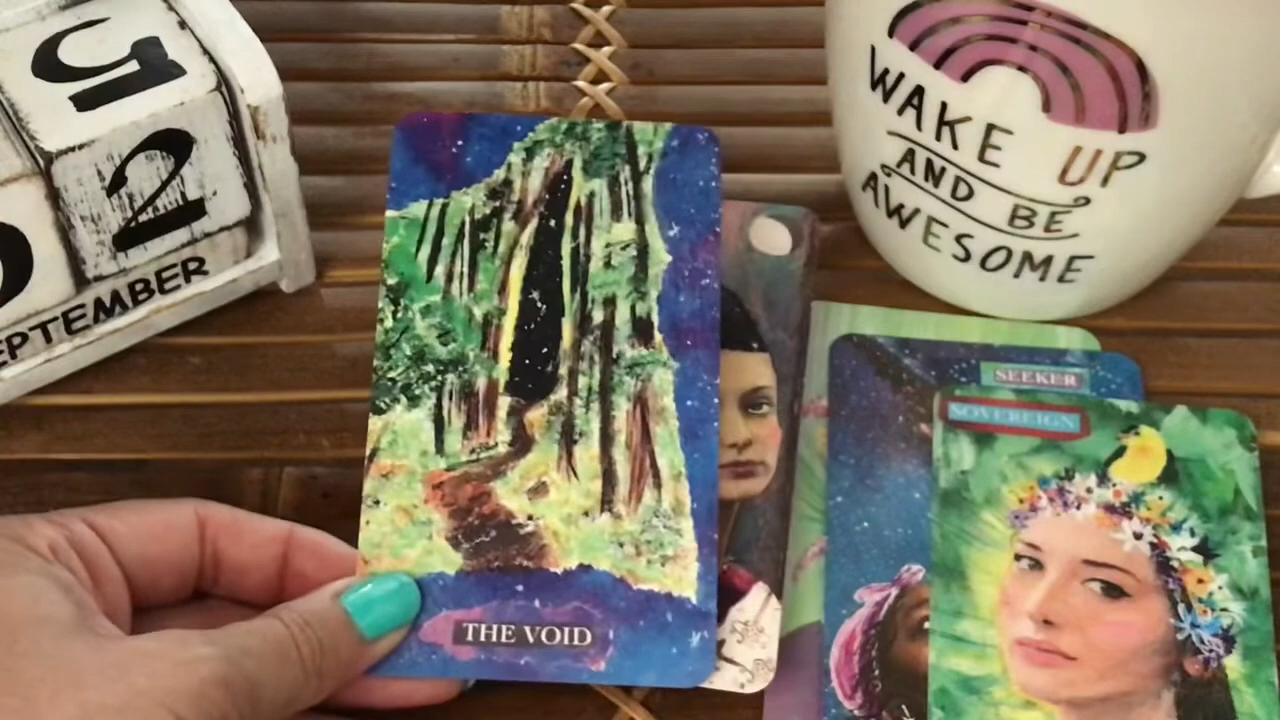 5
2
SEPTEMBER
WAKE UP
AND BE
AWESOME
SEEKER
SOVEREIGN
THE VOID